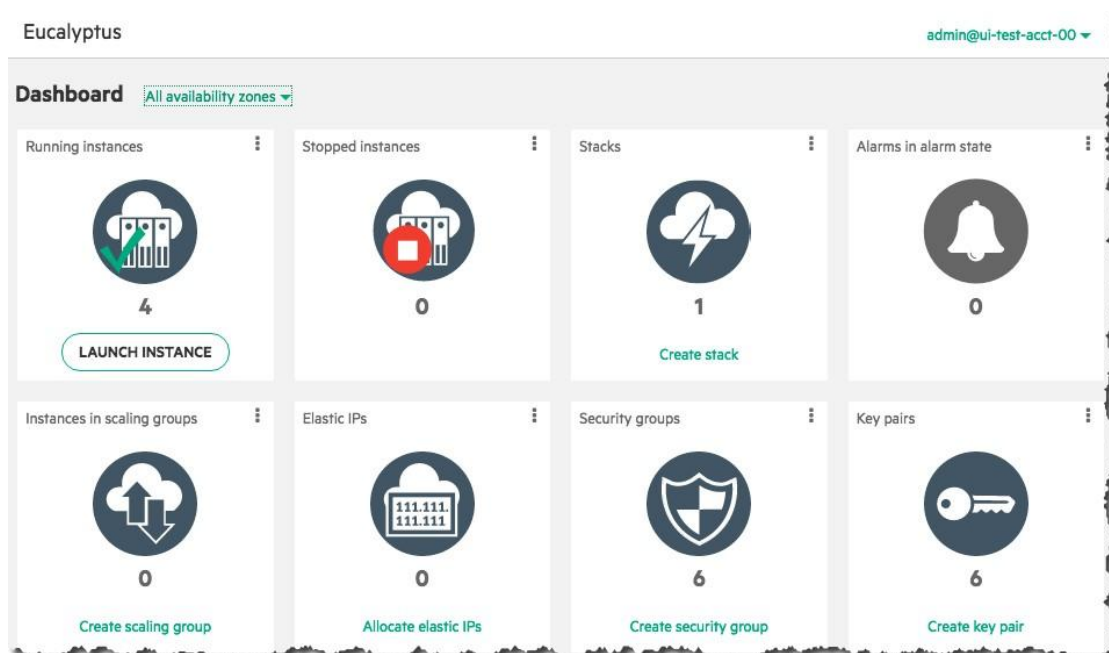 Eucalyptus
admin@ui-test-acct-00
Dashboard All availability zones
Running instances
4
LAUNCH INSTANCE
Stopped instances
0
Stacks
1
Create stack
Alarms in alarm state
0
Instances in scaling groups
0
Create scaling group
Elastic IPs
111.111.
111.111
0
Allocate elastic IPs
Security groups
6
Create security group
Key pairs
6
Create key pair